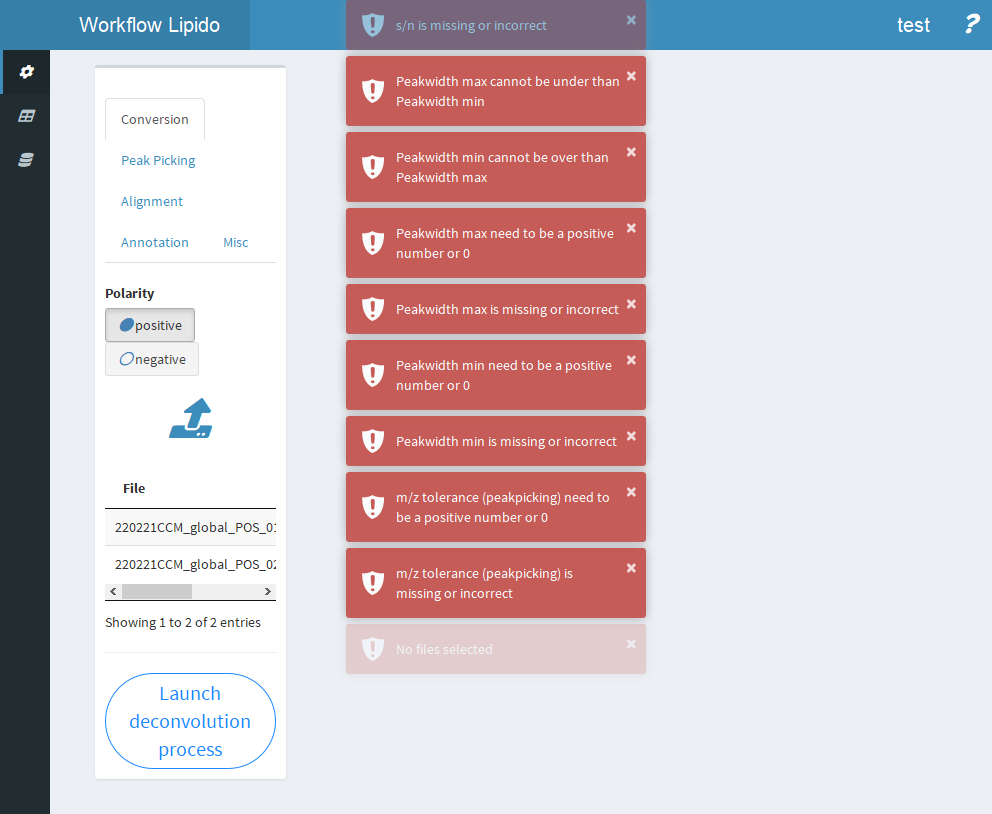 Workflow Lipido
test
?
Conversion
Peak Picking
Alignment
Annotation
Misc
Polarity
positive
negative
File
220221CCM_global_POS_01
220221CCM_global_POS_02
Showing 1 to 2 of 2 entries
Launch
deconvolution
process
s/n is missing or incorrect
×
Peakwidth max cannot be under than
Peakwidth min
×
Peakwidth min cannot be over than
Peakwidth max
×
Peakwidth max need to be a positive
number or 0
×
Peakwidth max is missing or incorrect
×
Peakwidth min need to be a positive
number or 0
×
Peakwidth min is missing or incorrect
×
m/z tolerance (peakpicking) need to
be a positive number or 0
×
m/z tolerance (peakpicking) is
missing or incorrect
×
No files selected
×